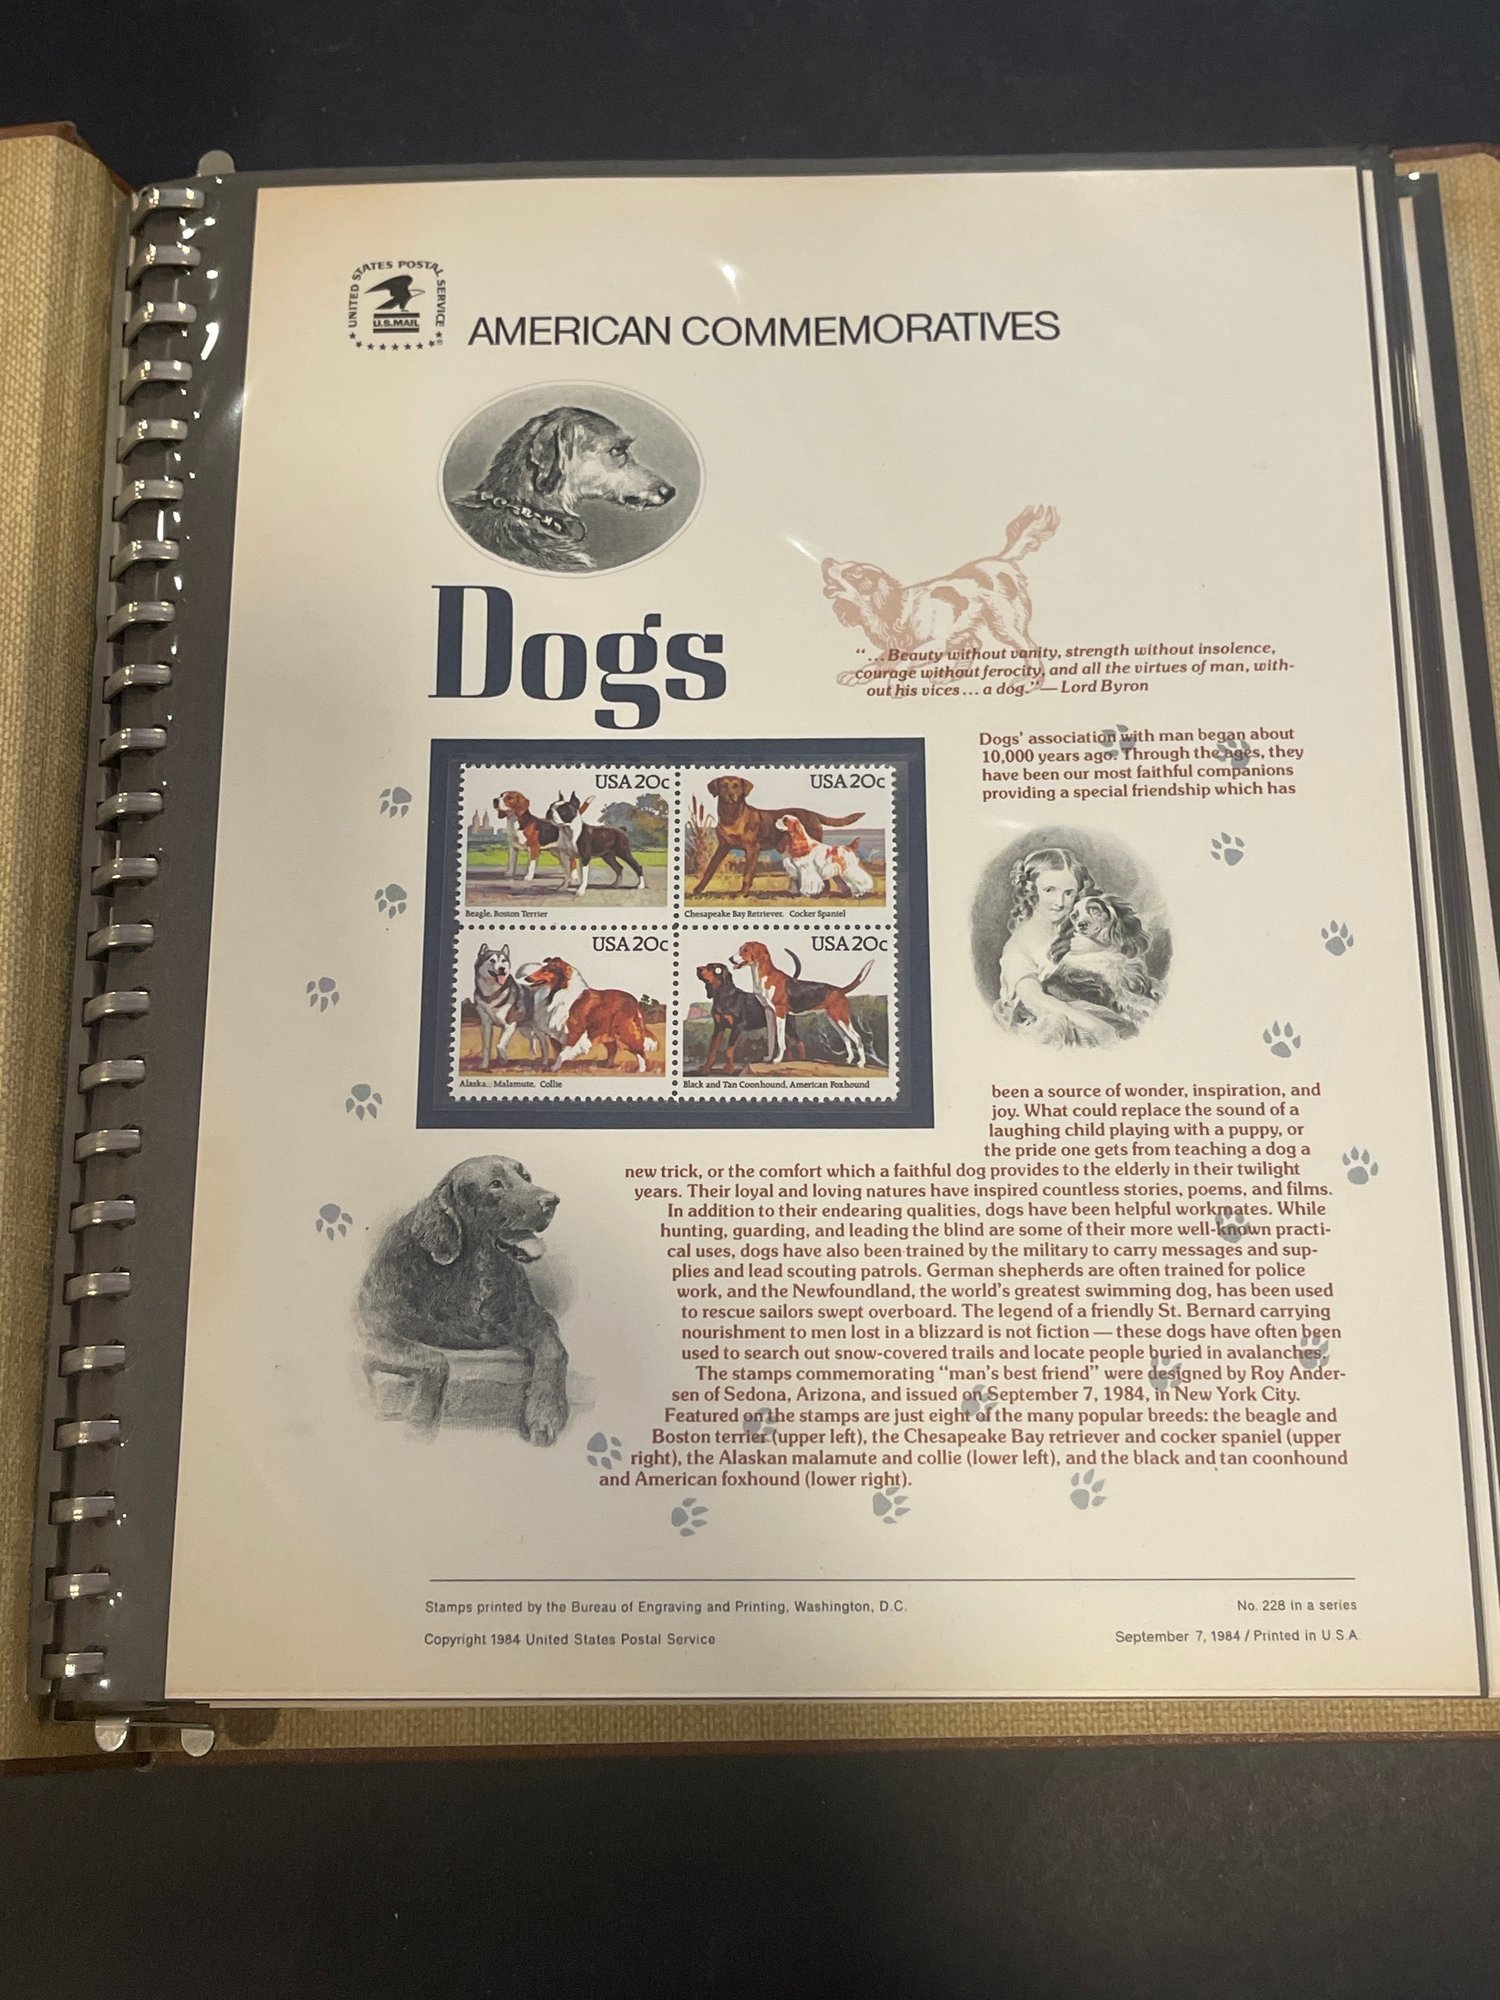 UNITED STATES POSTAL SERVICE
U.S.MAIL
AMERICAN COMMEMORATIVES
Dogs
"...Beauty without vanity, strength without insolence,
courage without ferocity, and all the virtues of man, with-
out his vices... a dog."—Lord Byron
USA 20c
Beagle, Boston Terrier
USA 20c
Chesapeake Bay Retriever, Cocker Spaniel
USA 20c
Alaska. Malamute, Collie
USA 20c
Black and Tan Coonhound, American Foxhound
Dogs' association with man began about
10,000 years ago. Through the ages, they
have been our most faithful companions
providing a special friendship which has
been a source of wonder, inspiration, and
joy. What could replace the sound of a
laughing child playing with a puppy, or
the pride one gets from teaching a dog a
new trick, or the comfort which a faithful dog provides to the elderly in their twilight
years. Their loyal and loving natures have inspired countless stories, poems, and films.
In addition to their endearing qualities, dogs have been helpful workmates. While
hunting, guarding, and leading the blind are some of their more well-known practi-
cal uses, dogs have also been trained by the military to carry messages and sup-
plies and lead scouting patrols. German shepherds are often trained for police
work, and the Newfoundland, the world's greatest swimming dog, has been used
to rescue sailors swept overboard. The legend of a friendly St. Bernard carrying
nourishment to men lost in a blizzard is not fiction — these dogs have often been
used to search out snow-covered trails and locate people buried in avalanches.
The stamps commemorating "man's best friend" were designed by Roy Ander-
sen of Sedona, Arizona, and issued on September 7, 1984, in New York City.
Featured on the stamps are just eight of the many popular breeds: the beagle and
Boston terrier (upper left), the Chesapeake Bay retriever and cocker spaniel (upper
right), the Alaskan malamute and collie (lower left), and the black and tan coonhound
and American foxhound (lower right).
Stamps printed by the Bureau of Engraving and Printing, Washington, D.C.
No. 228 in a series
Copyright 1984 United States Postal Service
September 7, 1984 / Printed in U.S.A.